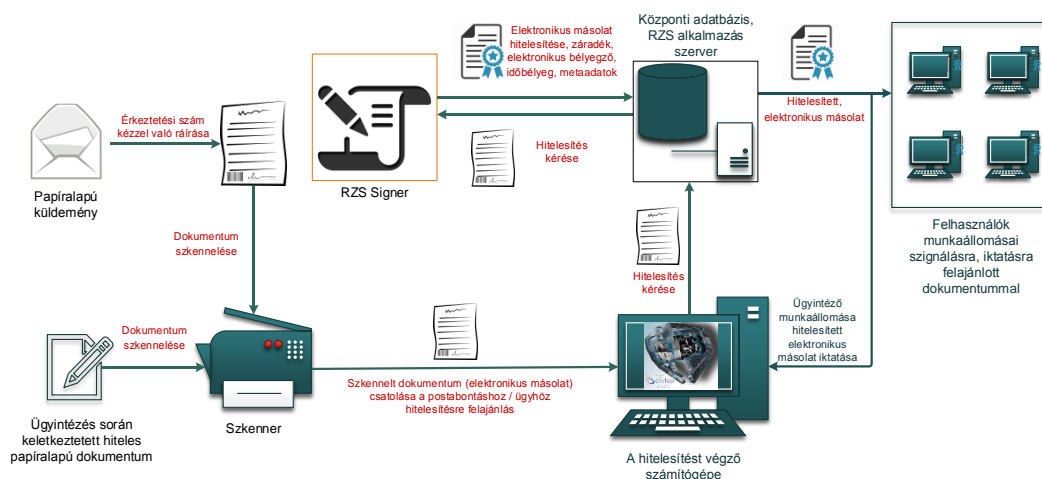 Elektronikus másolat
hitelesítése, záradék,
elektronikus bélyegző,
időbélyeg, metaadatok
Központi adatbázis,
RZS alkalmazás
szerver
Érkeztetési szám
kézzel való ráírása
Hitelesített,
elektronikus másolat
Hitelesítés
kérése
Papíralapú
küldemény
RZS Signer
Felhasználók
munkaállomásai
szignálásra, iktatásra
felajánlott
dokumentummal
Dokumentum
szkennelése
Hitelesítés
kérése
Ügyintéző
munkaállomása
hitelesített
elektronikus
másolat iktatása
Dokumentum
szkennelése
Szkennelt dokumentum (elektronikus másolat)
csatolása a postabontáshoz / ügyhöz
hitelesítésre felajánlás
Ügyintézés során
keletkeztetett hiteles
papíralapú dokumentum
Szkenner
A hitelesítést végző
számítógépe